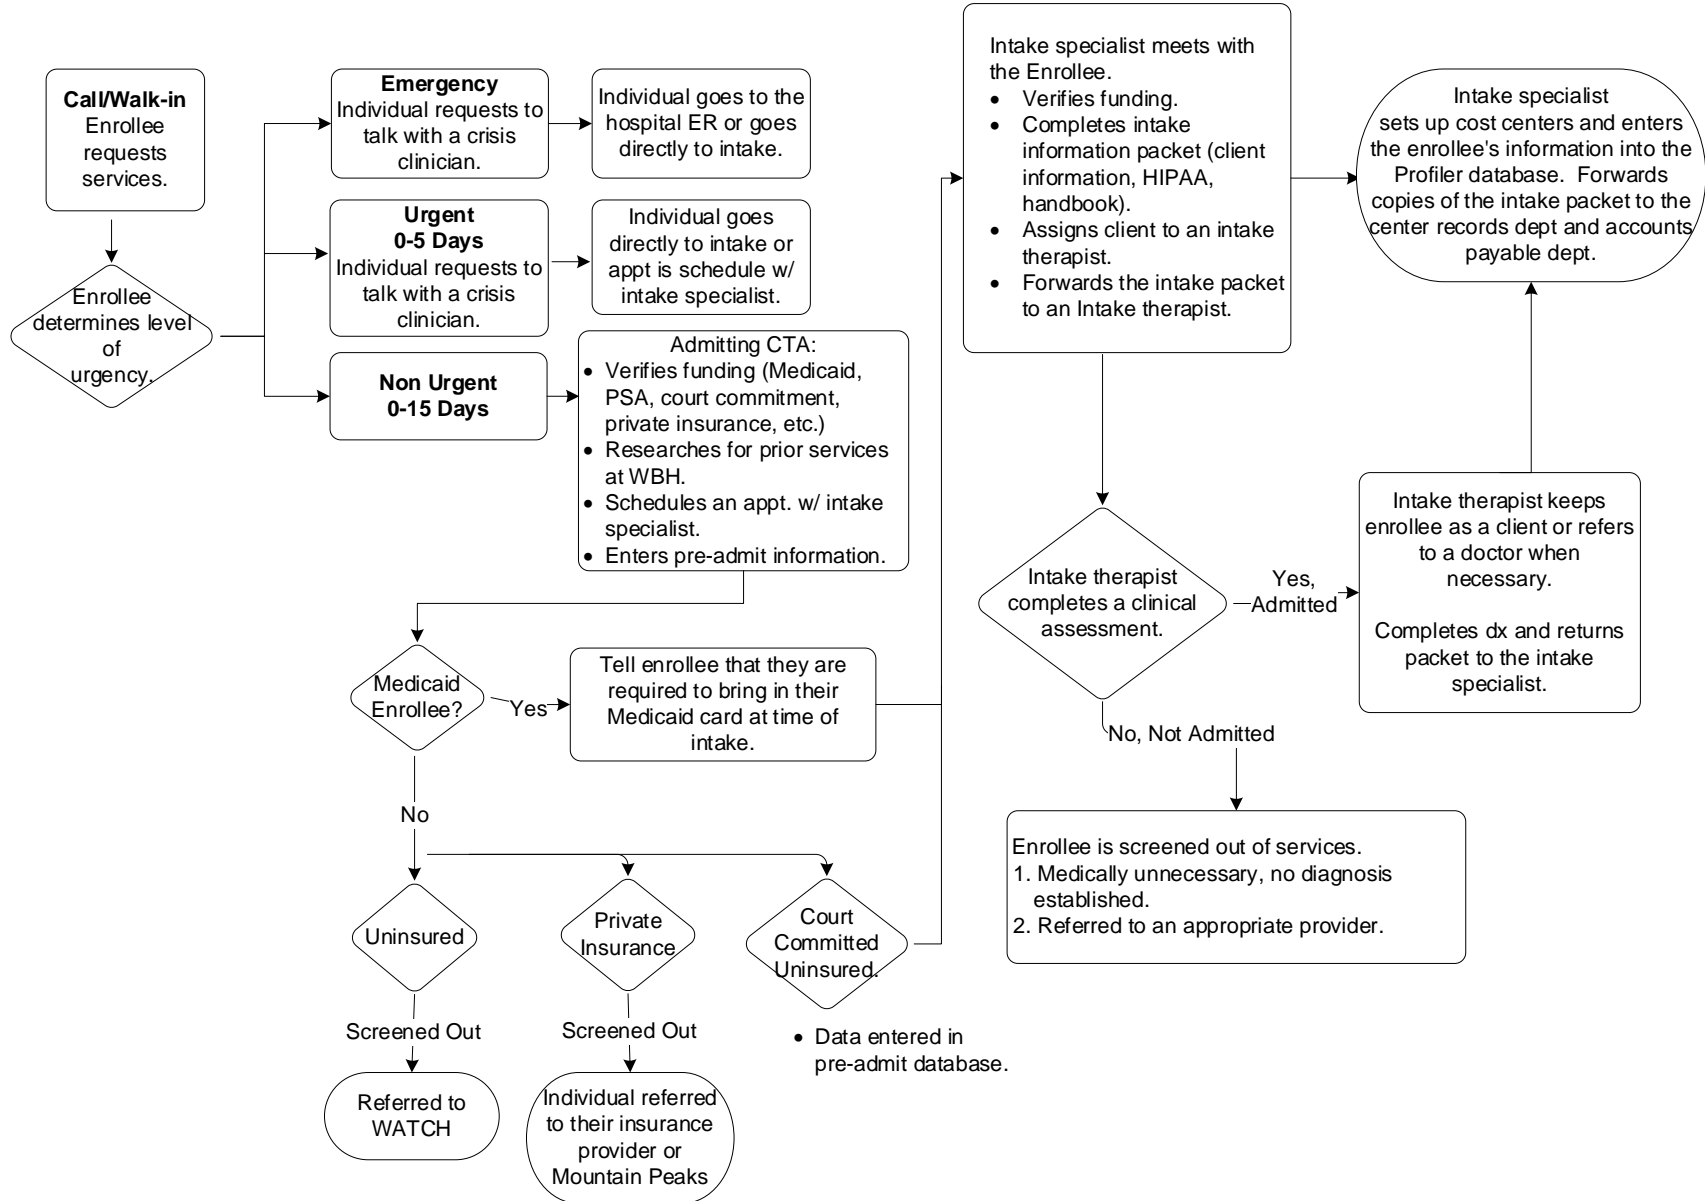 Call/Walk-in
Enrollee
requests
services.
Enrollee
determines level
of
urgency.
Emergency
Individual requests to
talk with a crisis
clinician.
Individual goes to the
hospital ER or goes
directly to intake.
Urgent
0-5 Days
Individual requests to
talk with a crisis
clinician.
Individual goes
directly to intake or
appt is schedule w/
intake specialist.
Non Urgent
0-15 Days
Admitting CTA:
• Verifies funding (Medicaid,
PSA, court commitment,
private insurance, etc.)
• Researches for prior services
at WBH.
• Schedules an appt. w/ intake
specialist.
• Enters pre-admit information.
Medicaid
Enrollee?
Yes
Tell enrollee that they are
required to bring in their
Medicaid card at time of
intake.
No
Uninsured
Private
Insurance
Court
Committed
Uninsured.
Screened Out
Screened Out
• Data entered in
pre-admit database.
Referred to
WATCH
Individual referred
to their insurance
provider or
Mountain Peaks
Intake specialist meets with
the Enrollee.
• Verifies funding.
• Completes intake
information packet (client
information, HIPAA,
handbook).
• Assigns client to an intake
therapist.
• Forwards the intake packet
to an Intake therapist.
Intake specialist
sets up cost centers and enters
the enrollee's information into the
Profiler database. Forwards
copies of the intake packet to the
center records dept and accounts
payable dept.
Intake therapist
completes a clinical
assessment.
Yes,
Admitted
Intake therapist keeps
enrollee as a client or refers
to a doctor when
necessary.
Completes dx and returns
packet to the intake
specialist.
No, Not Admitted
Enrollee is screened out of services.
1. Medically unnecessary, no diagnosis
established.
2. Referred to an appropriate provider.